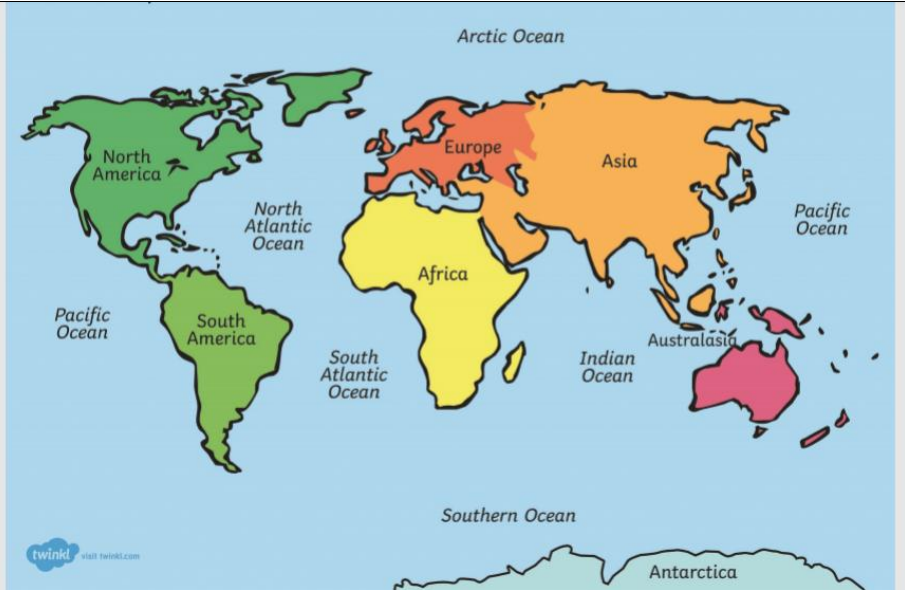 Arctic Ocean
North
America
Europe
Asia
North
Atlantic
Ocean
Pacific
Ocean
Africa
Pacific
Ocean
South
America
South
Atlantic
Ocean
Indian
Ocean
Australasia
Southern Ocean
twinkl visit twinkl.com
Antarctica